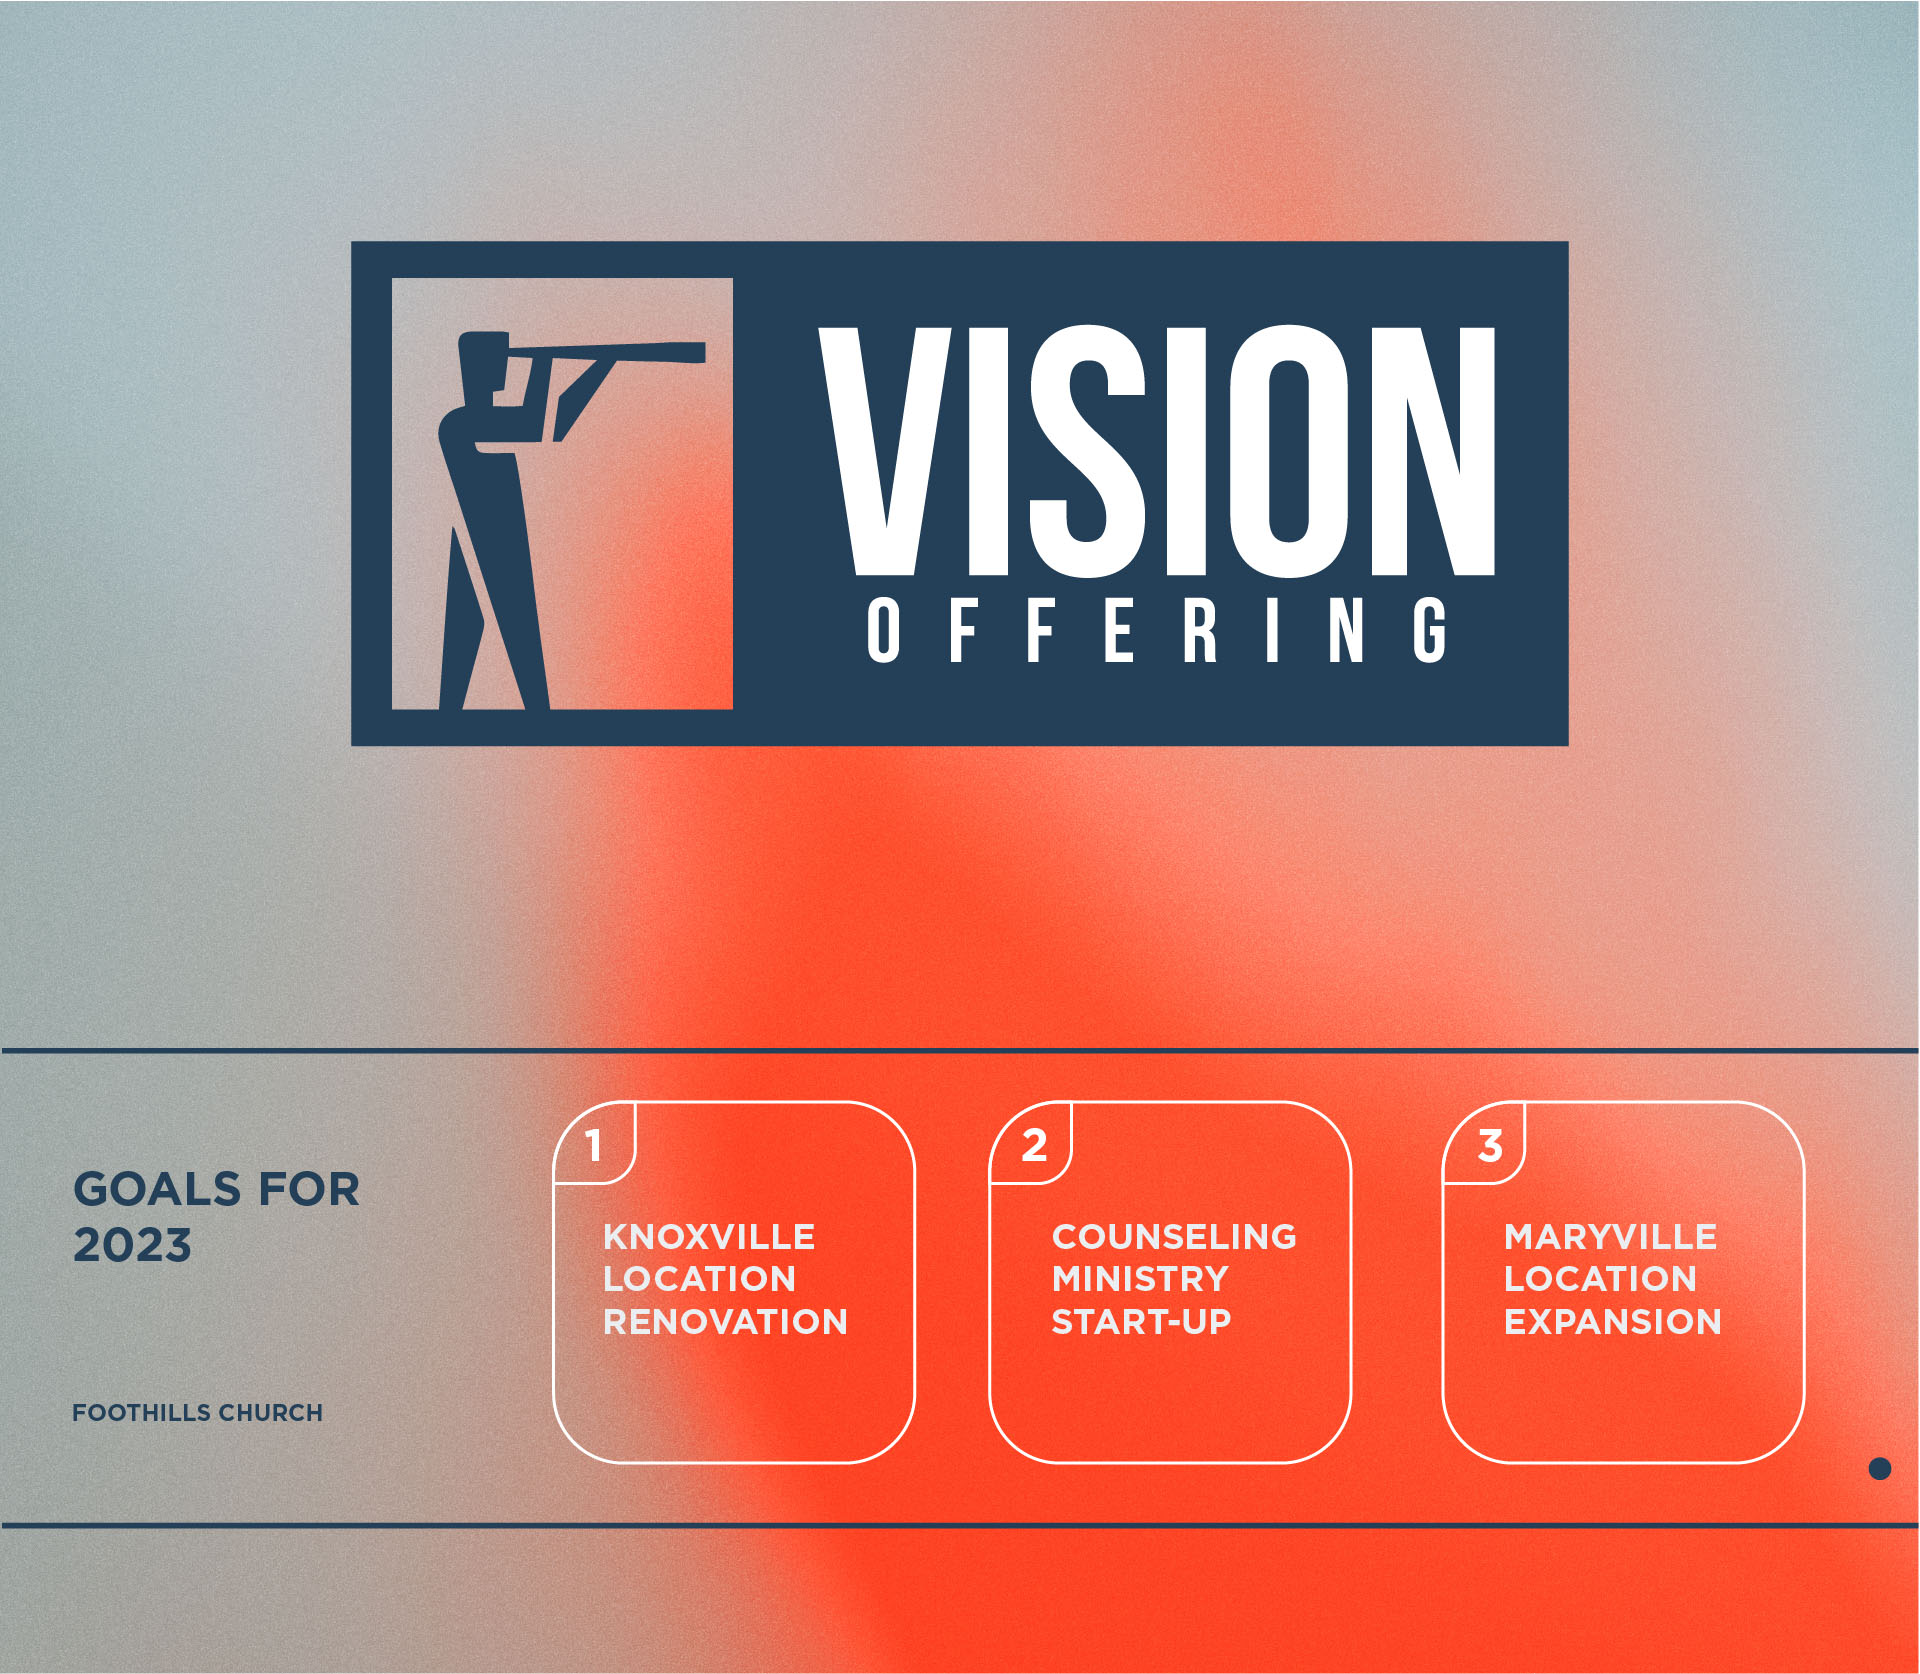 VISION
OFFERING
GOALS FOR
2023
FOOTHILLS CHURCH
1
KNOXVILLE
LOCATION
RENOVATION
2
COUNSELING
MINISTRY
START-UP
3
MARYVILLE
LOCATION
EXPANSION